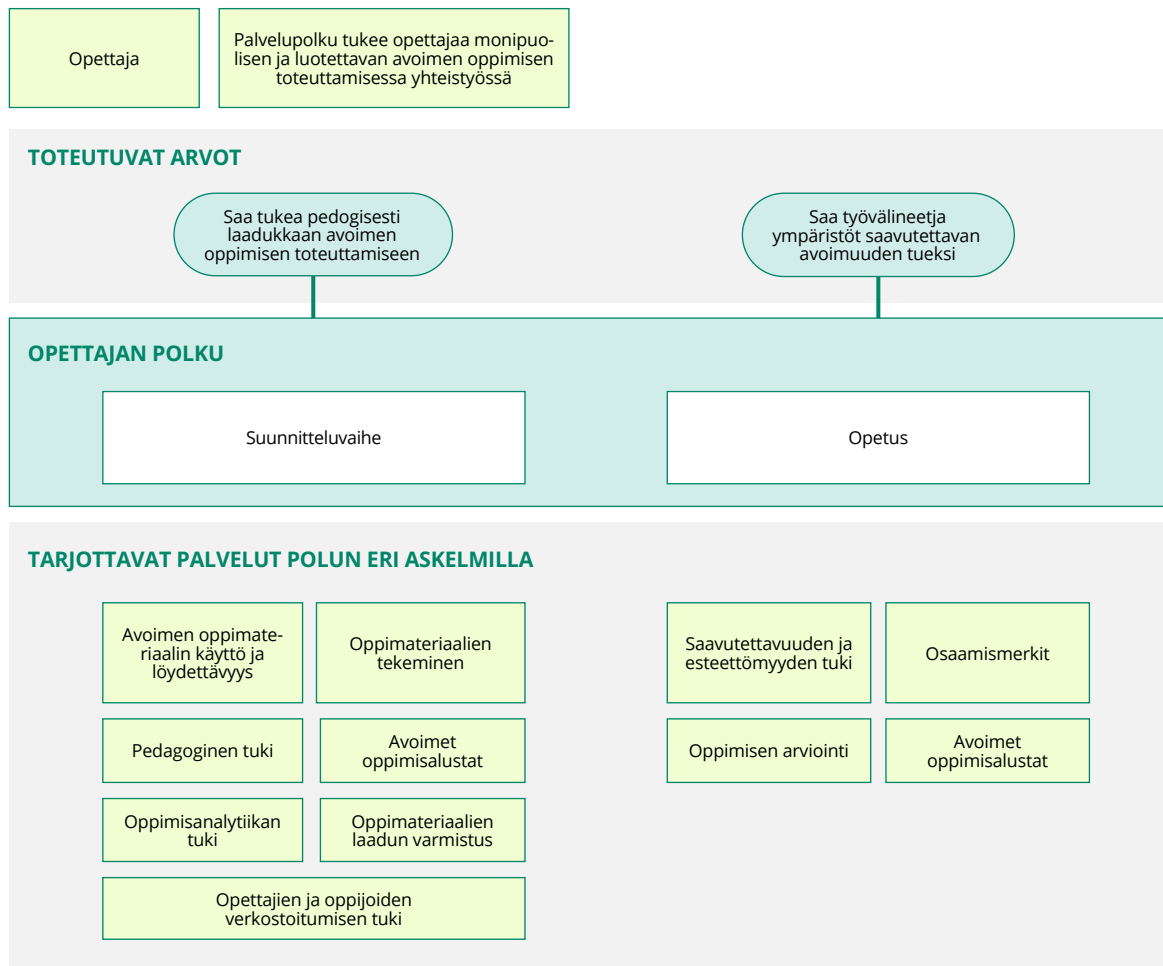 Opettaja
Palvelupolku tukee opettajaa monipuo-
lisen ja luotettavan avoimen oppimisen
toteuttamisessa yhteistyössä
TOTEUTUVAT ARVOT
Saa tukea pedogisesti
laadukkaan avoimen
oppimisen toteuttamiseen
Saa työvälineetja
ympäristöt saavutettavan
avoimuuden tueksi
OPETTAJAN POLKU
Suunnitteluvaihe
Opetus
TARJOTTAVAT PALVELUT POLUN ERI ASKELMILLA
Avoimen oppimate-
riaalin käyttö ja
löydettävyys
Oppimateriaalien
tekeminen
Pedagoginen tuki
Avoimet
oppimisalustat
Oppimisanalytiikan
tuki
Oppimateriaalien
laadun varmistus
Opettajien ja oppijoiden
verkostoitumisen tuki
Saavutettavuuden ja
esteettömyyden tuki
Osaamismerkit
Oppimisen arviointi
Avoimet
oppimisalustat